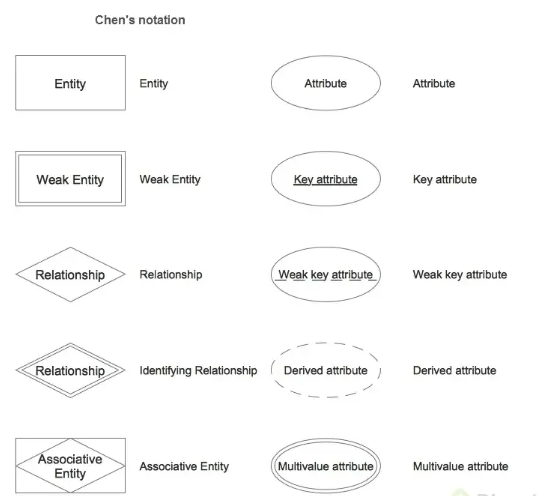 Chen's notation
Entity Entity Attribute Attribute
Weak Entity Weak Entity Key attribute Key attribute
Relationship Relationship Weak key attribute Weak key attribute
Relationship Identifying Relationship Derived attribute Derived attribute
Associative
Entity Associative Entity Multivalue attribute Multivalue attribute